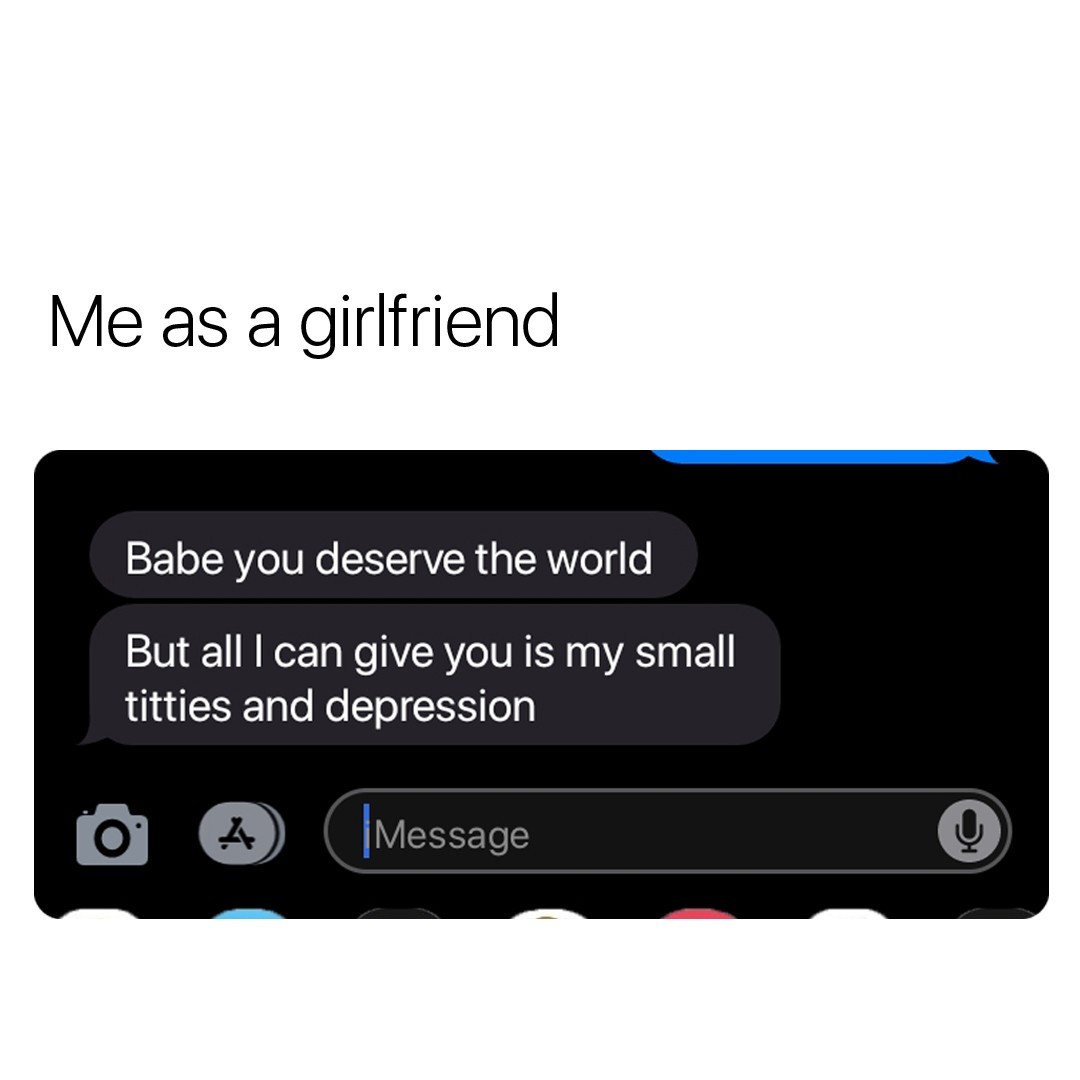 Me as a girlfriend
Babe you deserve the world
But all I can give you is my small
titties and depression
iMessage